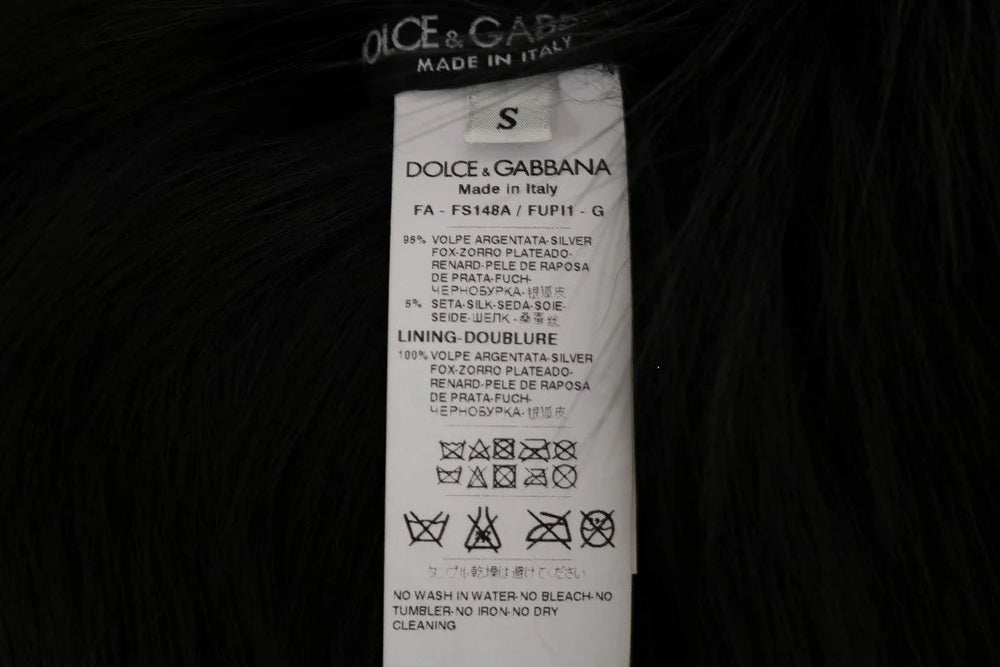 OLCE & GABB
MADE IN ITALY
S
DOLCE & GABBANA
Made in Italy
FA - FS148A / FUPI1 - G
95% VOLPE ARGENTATA-SILVER
FOX-ZORRO PLATEADO-
RENARD-PELE DE RAPOSA
DE PRATA-FUCH-
ЧЕРНОБУРКА-银狐皮
5% SETA-SILK-SEDA-SOIE-
SEIDE-ШЕЛК-桑蚕丝
LINING-DOUBLURE
100% VOLPE ARGENTATA-SILVER
FOX-ZORRO PLATEADO-
RENARD-PELE DE RAPOSA
DE PRATA-FUCH-
ЧЕРНОБУРКА-银狐皮
タンブル乾燥は避けてください
NO WASH IN WATER-NO BLEACH-NO
TUMBLER-NO IRON-NO DRY
CLEANING